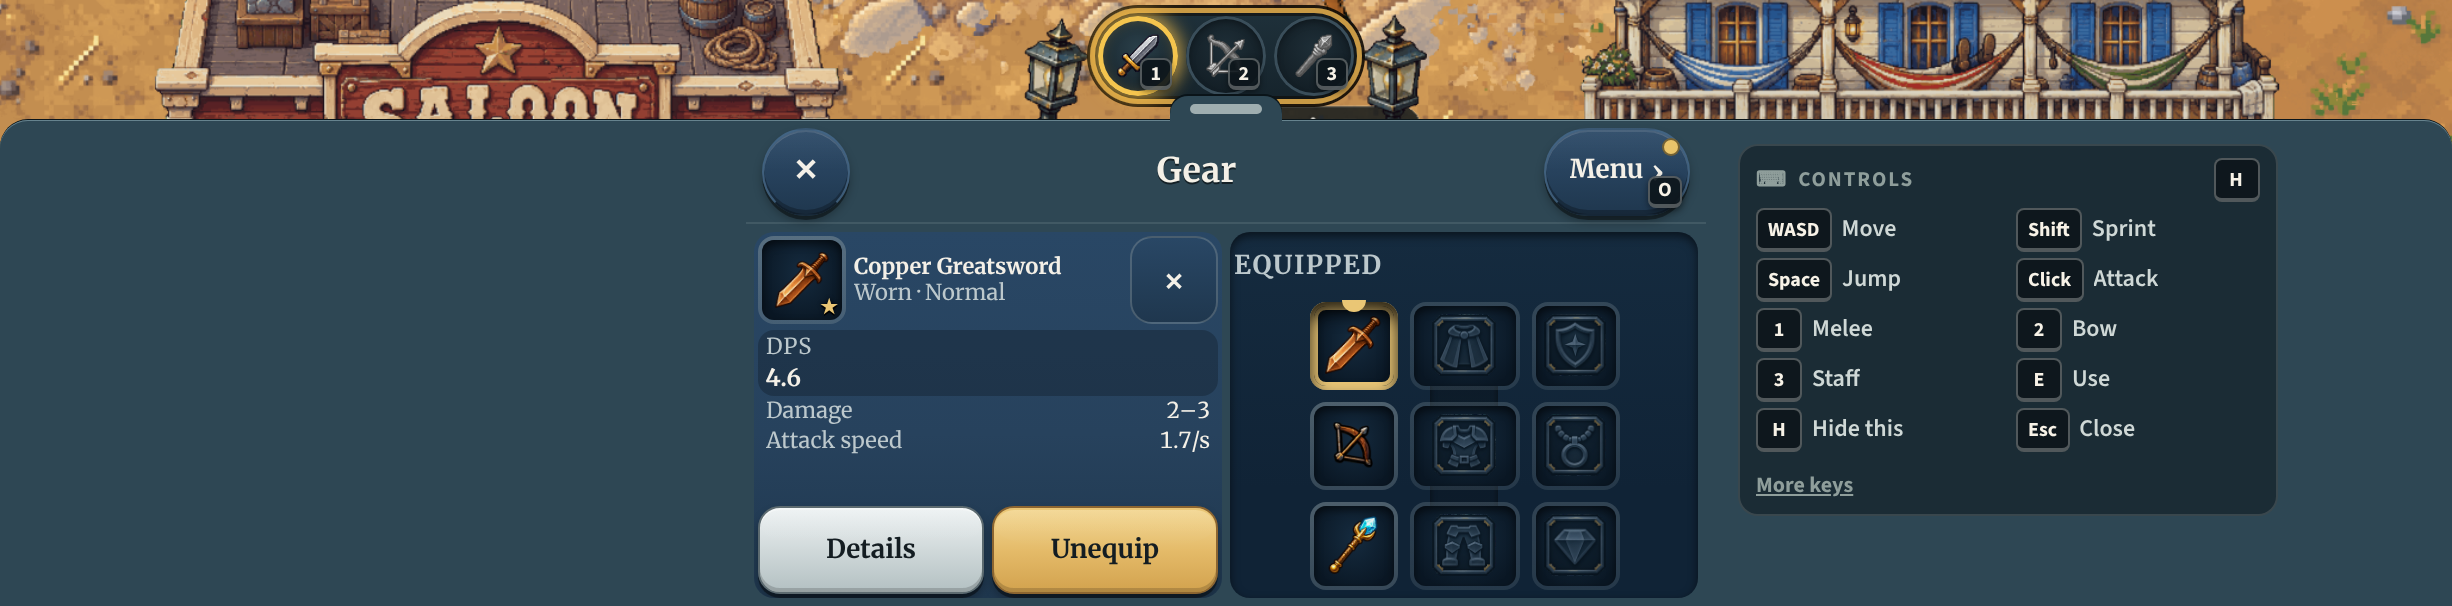 SALOON
1
2
3
×
Gear
Menu ›
O
CONTROLS
H
WASD Move
Shift Sprint
Space Jump
Click Attack
1 Melee
2 Bow
3 Staff
E Use
H Hide this
Esc Close
More keys
Copper Greatsword
Worn · Normal
×
DPS
4.6
Damage 2–3
Attack speed 1.7/s
Details
Unequip
EQUIPPED